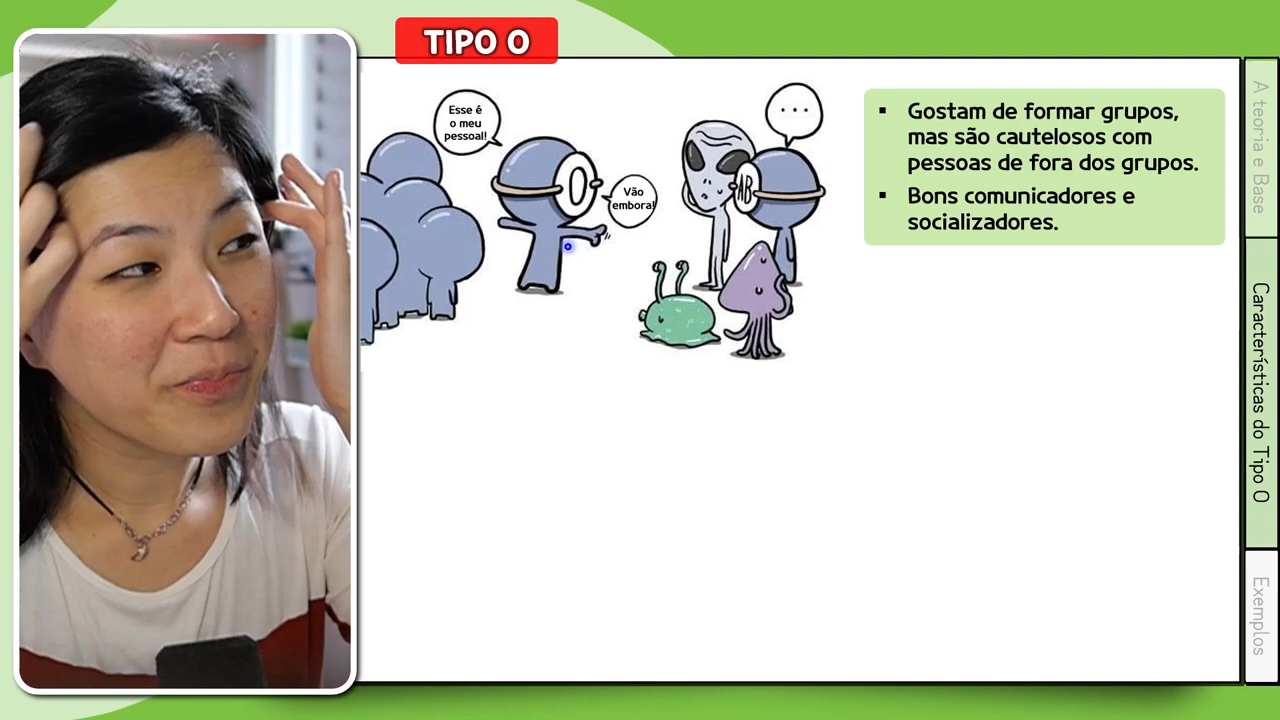 TIPO O
Esse é
o meu
pessoal!
O
Vão
embora!
...
AB
▪ Gostam de formar grupos,
mas são cautelosos com
pessoas de fora dos grupos.
▪ Bons comunicadores e
socializadores.
A teoria e Base
Características do Tipo O
Exemplos